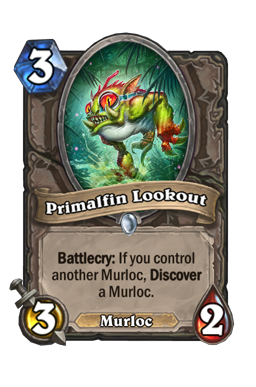 3
Primalfin Lookout
Battlecry: If you control
another Murloc, Discover
a Murloc.
3
Murloc
2